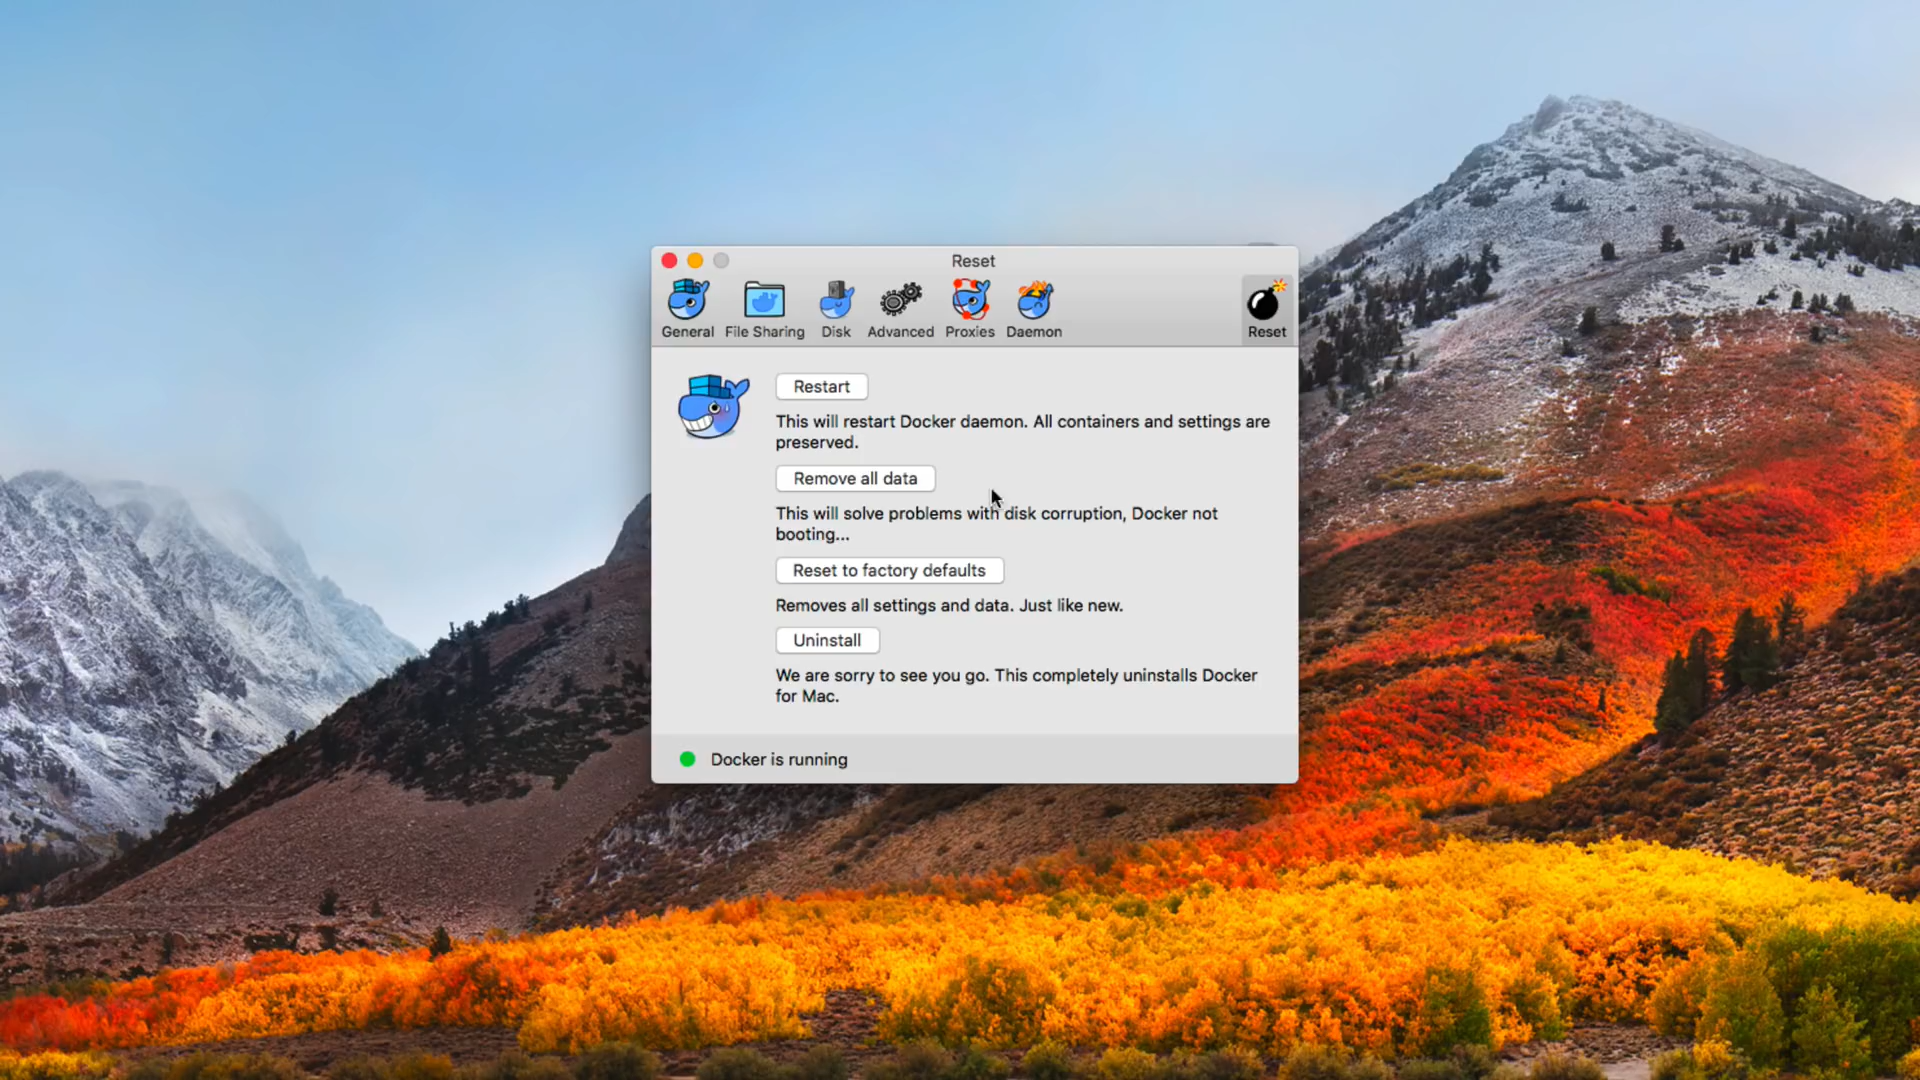 Reset
General File Sharing Disk Advanced Proxies Daemon Reset
Restart
This will restart Docker daemon. All containers and settings are
preserved.
Remove all data
This will solve problems with disk corruption, Docker not
booting...
Reset to factory defaults
Removes all settings and data. Just like new.
Uninstall
We are sorry to see you go. This completely uninstalls Docker
for Mac.
Docker is running